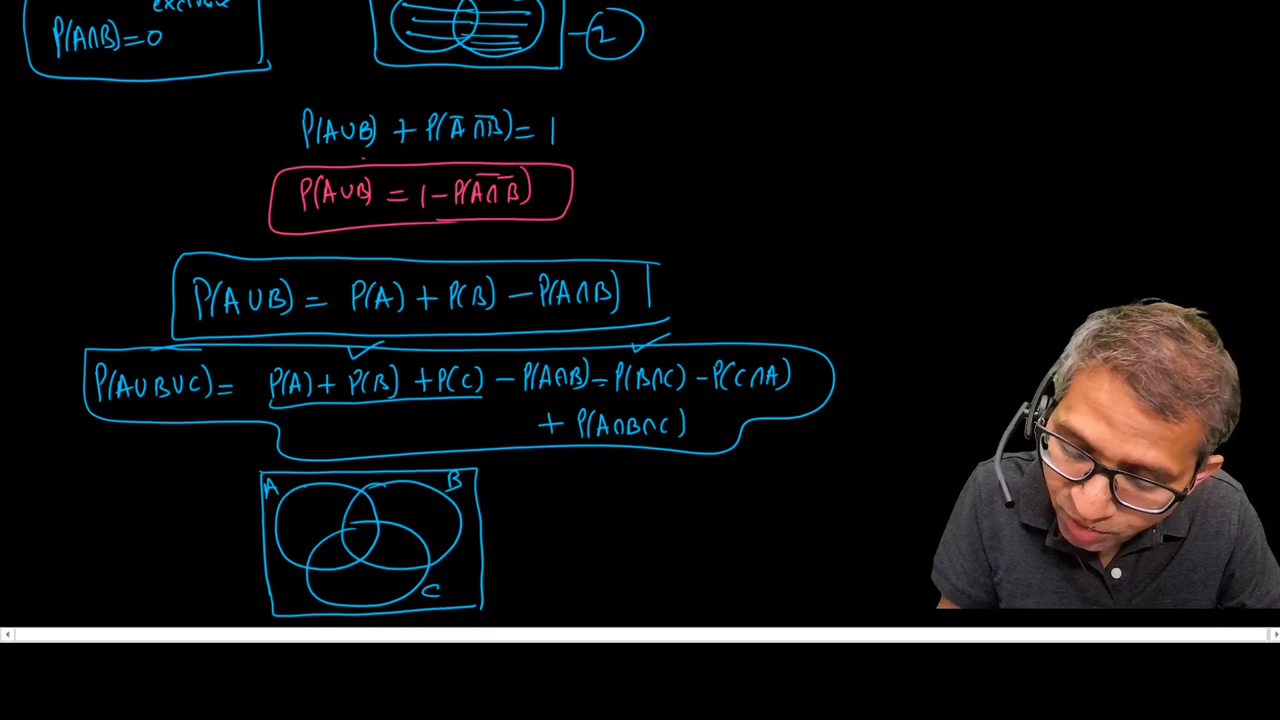 P(A∩B)=0
2
P(A∪B) + P(A̅ ∩ B̅) = 1
P(A∪B) = 1 - P(A̅ ∩ B̅)
P(A∪B) = P(A) + P(B) - P(A∩B)
P(A∪B∪C) = P(A) + P(B) + P(C) - P(A∩B) - P(B∩C) - P(C∩A)
+ P(A∩B∩C)
A B
C